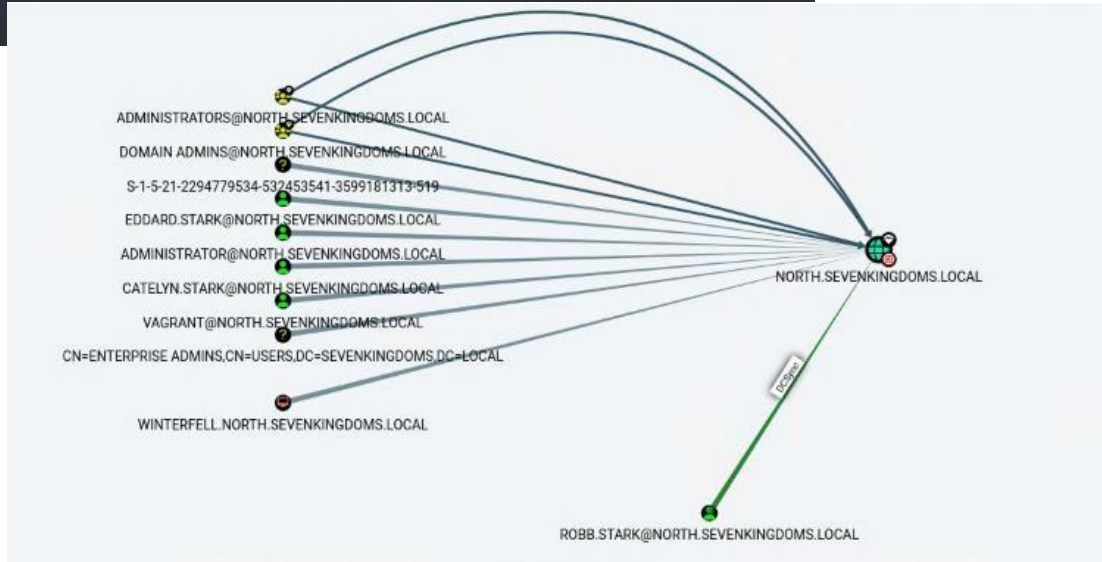 ADMINISTRATORS@NORTH.SEVENKINGDOMS.LOCAL
DOMAIN ADMINS@NORTH.SEVENKINGDOMS.LOCAL
S-1-5-21-2294779534-532453541-3599181313-519
EDDARD.STARK@NORTH.SEVENKINGDOMS.LOCAL
ADMINISTRATOR@NORTH.SEVENKINGDOMS.LOCAL
NORTH.SEVENKINGDOMS.LOCAL
CATELYN.STARK@NORTH.SEVENKINGDOMS.LOCAL
VAGRANT@NORTH.SEVENKINGDOMS.LOCAL
CN=ENTERPRISE ADMINS,CN=USERS,DC=SEVENKINGDOMS,DC=LOCAL
DCSync
WINTERFELL.NORTH.SEVENKINGDOMS.LOCAL
ROBB.STARK@NORTH.SEVENKINGDOMS.LOCAL